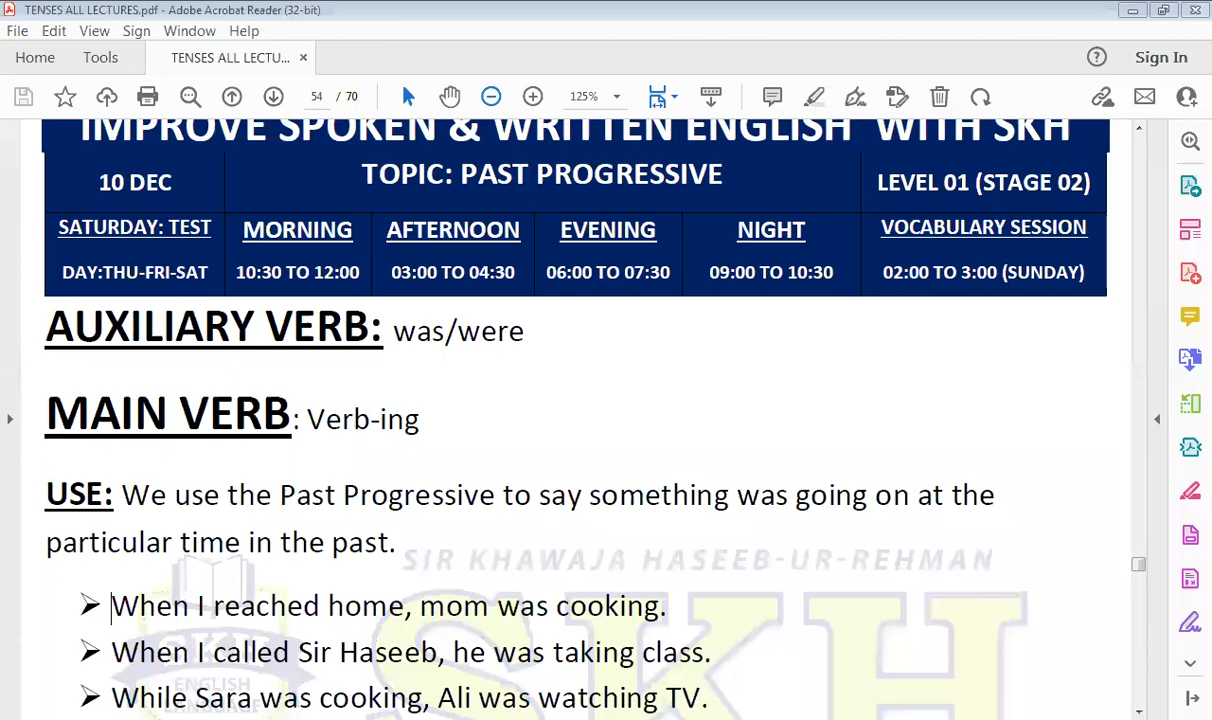 TENSES ALL LECTURES.pdf - Adobe Acrobat Reader (32-bit)
File Edit View Sign Window Help
Home Tools TENSES ALL LECTU... × Sign In
54 / 70 125%
IMPROVE SPOKEN & WRITTEN ENGLISH WITH SKH
10 DEC TOPIC: PAST PROGRESSIVE LEVEL 01 (STAGE 02)
SATURDAY: TEST MORNING AFTERNOON EVENING NIGHT VOCABULARY SESSION
DAY:THU-FRI-SAT 10:30 TO 12:00 03:00 TO 04:30 06:00 TO 07:30 09:00 TO 10:30 02:00 TO 3:00 (SUNDAY)
AUXILIARY VERB: was/were
MAIN VERB: Verb-ing
USE: We use the Past Progressive to say something was going on at the
particular time in the past.
SIR KHAWAJA HASEEB-UR-REHMAN
➢ When I reached home, mom was cooking.
➢ When I called Sir Haseeb, he was taking class.
➢ While Sara was cooking, Ali was watching TV.
SKH
SKH
ENGLISH
LANGUAGE